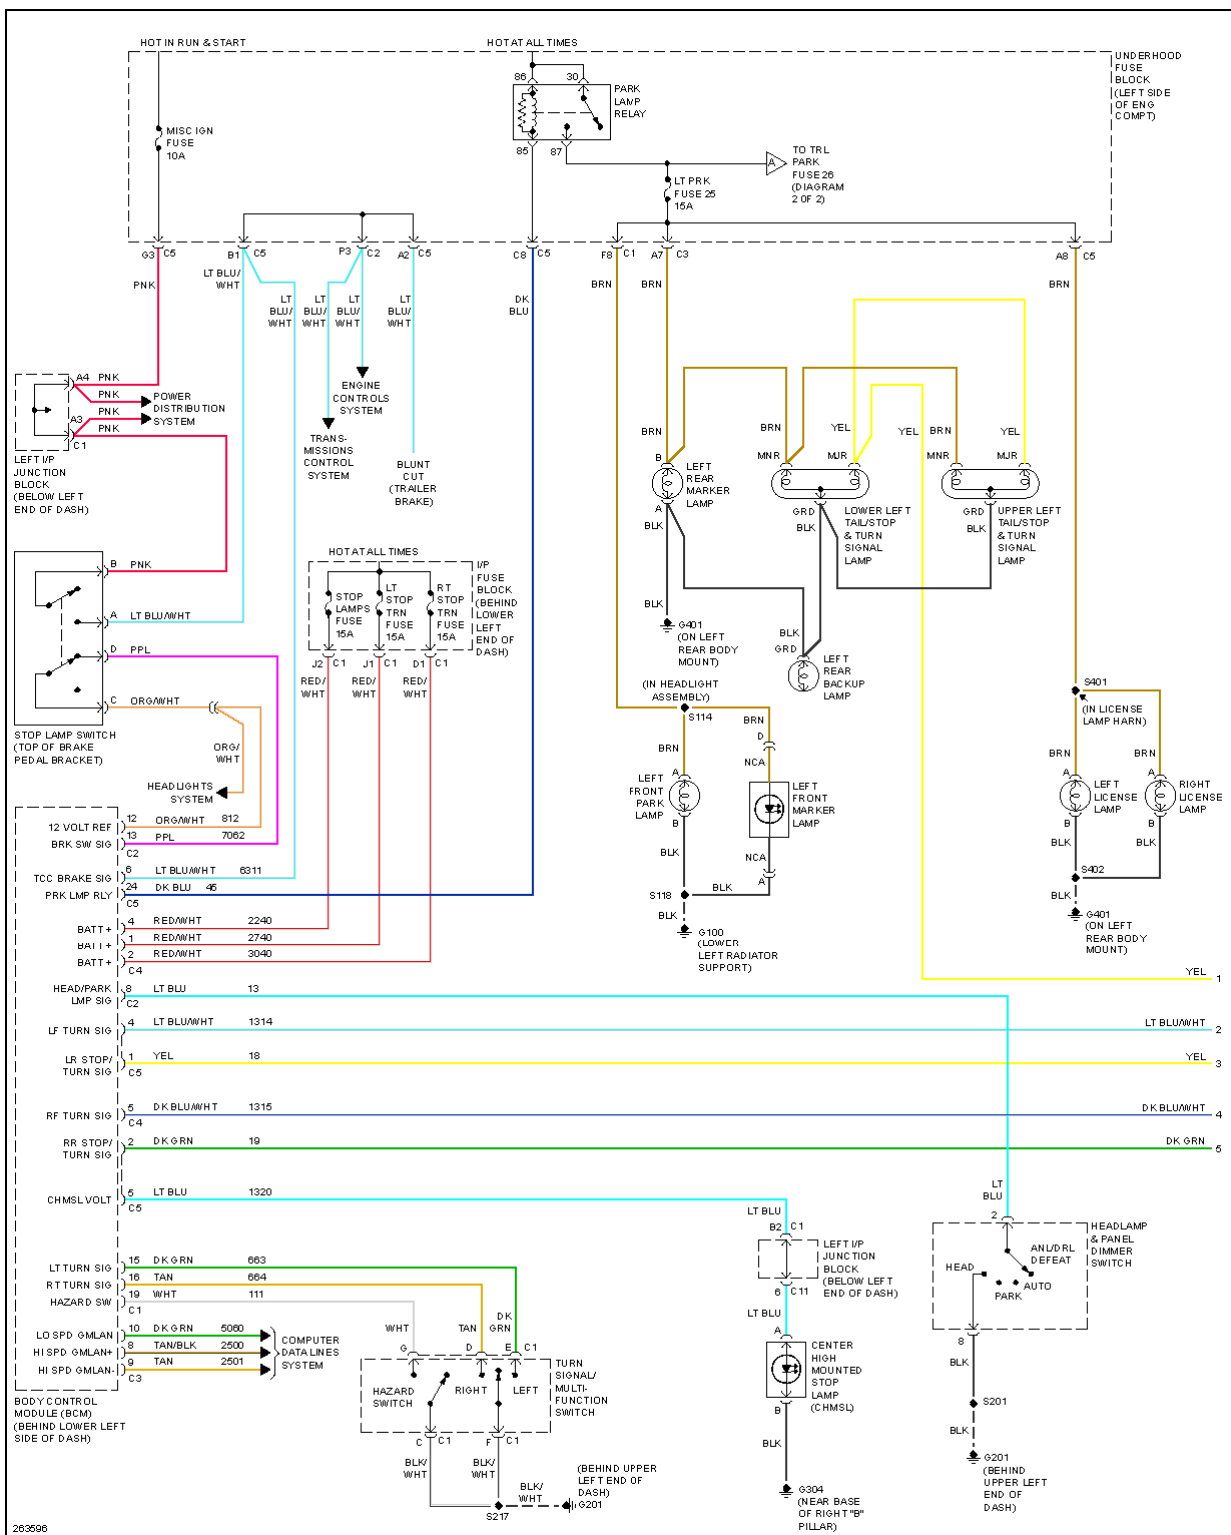 HOT IN RUN & START
HOT AT ALL TIMES
UNDERHOOD
FUSE
BLOCK
(LEFT SIDE
OF ENG
COMPT)
86
30
PARK
LAMP
RELAY
MISC IGN
FUSE
10A
85
87
A
TO TRL
PARK
FUSE 26
(DIAGRAM
2 OF 2)
LT PRK
FUSE 25
15A
G3
C5
B1
C5
P3
C2
A2
C5
C8
C5
F8
C1
A7
C3
A8
C5
PNK
LT BLU/
WHT
LT
BLU/
WHT
LT
BLU/
WHT
LT
BLU/
WHT
LT
BLU/
WHT
DK
BLU
BRN
BRN
BRN
A4
PNK
PNK
PNK
A3
PNK
C1
POWER
DISTRIBUTION
SYSTEM
LEFT I/P
JUNCTION
BLOCK
(BELOW LEFT
END OF DASH)
ENGINE
CONTROLS
SYSTEM
TRANS-
MISSIONS
CONTROL
SYSTEM
BLUNT
CUT
(TRAILER
BRAKE)
BRN
BRN
YEL
YEL
BRN
YEL
B
MNR
MJR
MNR
MJR
LEFT
REAR
MARKER
LAMP
A
BLK
GRD
BLK
LOWER LEFT
TAIL/STOP
& TURN
SIGNAL
LAMP
GRD
BLK
UPPER LEFT
TAIL/STOP
& TURN
SIGNAL
LAMP
B
PNK
A
LT BLU/WHT
D
PPL
C
ORG/WHT
STOP LAMP SWITCH
(TOP OF BRAKE
PEDAL BRACKET)
ORG/
WHT
HEADLIGHTS
SYSTEM
HOT AT ALL TIMES
I/P
FUSE
BLOCK
(BEHIND
LOWER
LEFT
END OF
DASH)
STOP
LAMPS
FUSE
15A
LT
STOP
TRN
FUSE
15A
RT
STOP
TRN
FUSE
15A
J2
C1
J1
C1
D1
C1
RED/
WHT
RED/
WHT
RED/
WHT
BLK
G401
(ON LEFT
REAR BODY
MOUNT)
BLK
GRD
LEFT
REAR
BACKUP
LAMP
(IN HEADLIGHT
ASSEMBLY)
S114
BRN
D
BRN
NCA
A
LEFT
FRONT
PARK
LAMP
B
LEFT
FRONT
MARKER
LAMP
BLK
NCA
A
S118
BLK
BLK
G100
(LOWER
LEFT RADIATOR
SUPPORT)
S401
(IN LICENSE
LAMP HARN)
BRN
BRN
A
A
LEFT
LICENSE
LAMP
RIGHT
LICENSE
LAMP
B
B
BLK
BLK
S402
BLK
G401
(ON LEFT
REAR BODY
MOUNT)
12 VOLT REF
12
ORG/WHT
812
BRK SW SIG
13
PPL
7062
C2
TCC BRAKE SIG
6
LT BLU/WHT
6311
PRK LMP RLY
24
DK BLU
45
C5
BATT +
4
RED/WHT
2240
BATT +
1
RED/WHT
2740
BATT +
2
RED/WHT
3040
C4
HEAD/PARK
LMP SIG
8
LT BLU
13
C2
YEL
1
LF TURN SIG
4
LT BLU/WHT
1314
LT BLU/WHT
2
LR STOP/
TURN SIG
1
YEL
18
C5
YEL
3
RF TURN SIG
5
DK BLU/WHT
1315
C4
DK BLU/WHT
4
RR STOP/
TURN SIG
2
DK GRN
19
DK GRN
5
CHMSL VOLT
5
LT BLU
1320
C5
LT TURN SIG
15
DK GRN
663
RT TURN SIG
16
TAN
664
HAZARD SW
19
WHT
111
C1
LO SPD GMLAN
10
DK GRN
5060
HI SPD GMLAN+
8
TAN/BLK
2500
HI SPD GMLAN-
9
TAN
2501
C3
COMPUTER
DATA LINES
SYSTEM
BODY CONTROL
MODULE (BCM)
(BEHIND LOWER LEFT
SIDE OF DASH)
WHT
TAN
DK
GRN
G
D
E
C1
HAZARD
SWITCH
RIGHT
LEFT
TURN
SIGNAL/
MULTI-
FUNCTION
SWITCH
C
C1
F
C1
BLK/
WHT
BLK/
WHT
BLK/
WHT
S217
(BEHIND UPPER
LEFT END OF
DASH)
G201
LT BLU
B2
C1
LEFT I/P
JUNCTION
BLOCK
(BELOW LEFT
END OF DASH)
6
C11
LT BLU
A
CENTER
HIGH
MOUNTED
STOP
LAMP
(CHMSL)
B
BLK
G304
(NEAR BASE
OF RIGHT "B"
PILLAR)
LT
BLU
2
HEADLAMP
& PANEL
DIMMER
SWITCH
ANL/DRL
DEFEAT
HEAD
AUTO
PARK
8
BLK
S201
BLK
G201
(BEHIND
UPPER LEFT
END OF
DASH)
263596